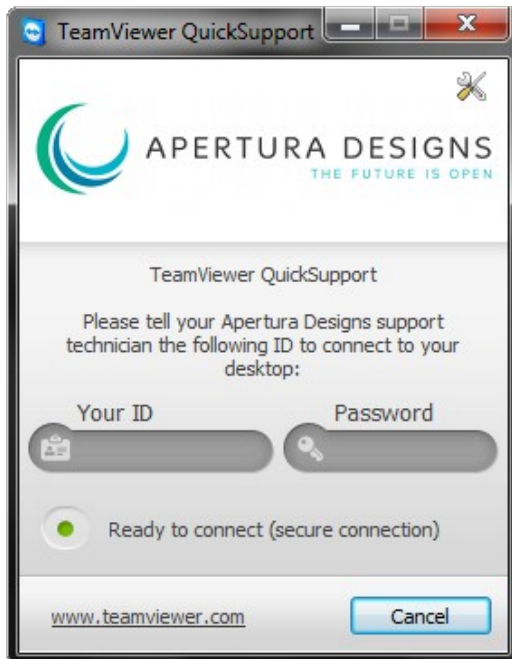 TeamViewer QuickSupport
APERTURA DESIGNS
THE FUTURE IS OPEN
TeamViewer QuickSupport
Please tell your Apertura Designs support
technician the following ID to connect to your
desktop:
Your ID
Password
Ready to connect (secure connection)
www.teamviewer.com
Cancel